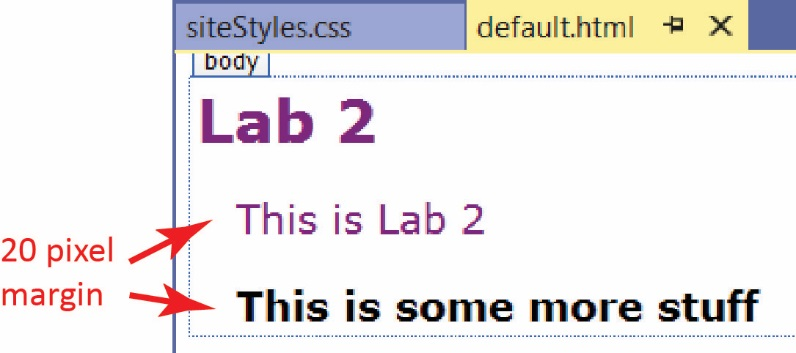 siteStyles.css default.html
body
Lab 2
This is Lab 2
20 pixel
margin
This is some more stuff